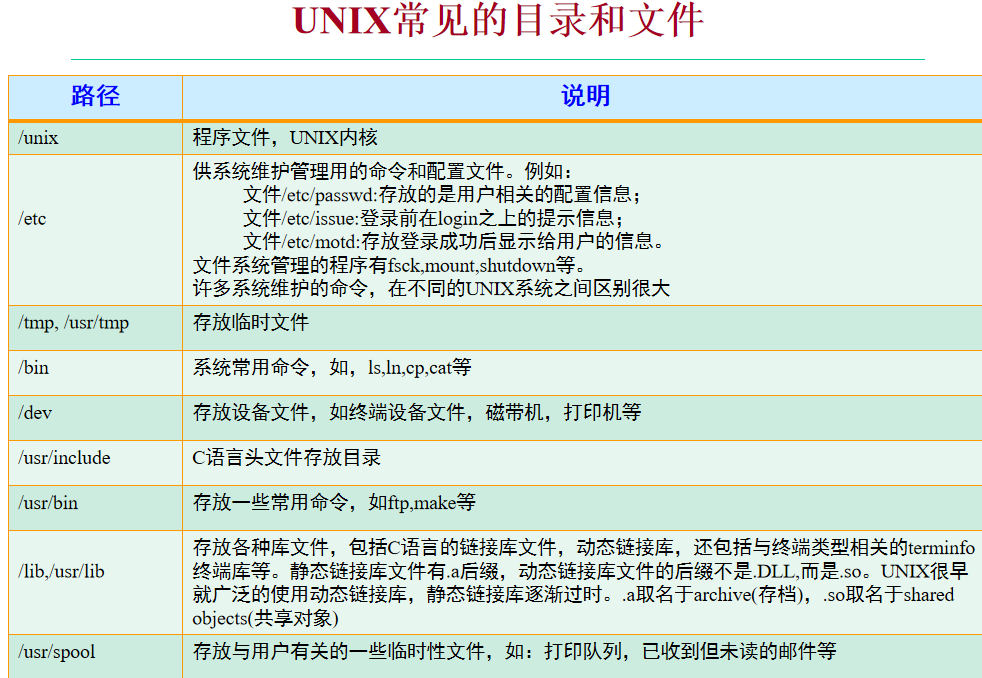 UNIX常见的目录和文件
路径 说明
/unix 程序文件，UNIX内核
/etc
供系统维护管理用的命令和配置文件。例如：
文件/etc/passwd:存放的是用户相关的配置信息；
文件/etc/issue:登录前在login之上的提示信息；
文件/etc/motd:存放登录成功后显示给用户的信息。
文件系统管理的程序有fsck,mount,shutdown等。
许多系统维护的命令，在不同的UNIX系统之间区别很大
/tmp, /usr/tmp 存放临时文件
/bin 系统常用命令，如，ls,ln,cp,cat等
/dev 存放设备文件，如终端设备文件，磁带机，打印机等
/usr/include C语言头文件存放目录
/usr/bin 存放一些常用命令，如ftp,make等
/lib,/usr/lib
存放各种库文件，包括C语言的链接库文件，动态链接库，还包括与终端类型相关的terminfo
终端库等。静态链接库文件有.a后缀，动态链接库文件的后缀不是.DLL,而是.so。UNIX很早
就广泛的使用动态链接库，静态链接库逐渐过时。.a取名于archive(存档)，.so取名于shared
objects(共享对象)
/usr/spool 存放与用户有关的一些临时性文件，如：打印队列，已收到但未读的邮件等